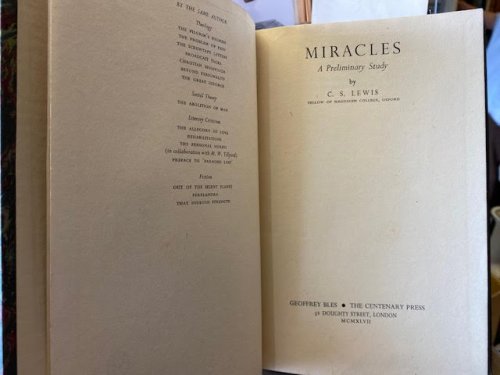 BY THE SAME AUTHOR
Theology
THE PILGRIM'S REGRESS
THE PROBLEM OF PAIN
THE SCREWTAPE LETTERS
BROADCAST TALKS
CHRISTIAN BEHAVIOUR
BEYOND PERSONALITY
THE GREAT DIVORCE
Social Theory
THE ABOLITION OF MAN
Literary Criticism
THE ALLEGORY OF LOVE
REHABILITATIONS
THE PERSONAL HERESY
(in collaboration with M. W. Tillyard)
PREFACE TO 'PARADISE LOST'
Fiction
OUT OF THE SILENT PLANET
PERELANDRA
THAT HIDEOUS STRENGTH
MIRACLES
A Preliminary Study
by
C. S. LEWIS
FELLOW OF MAGDALEN COLLEGE, OXFORD
GEOFFREY BLES • THE CENTENARY PRESS
52 DOUGHTY STREET, LONDON
MCMXLVII